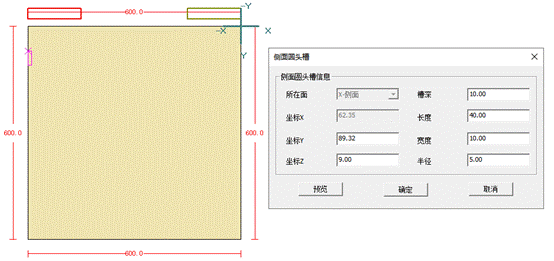 600.0
-Y
-X
X
Y
X
600.0
600.0
600.0
侧面圆头槽
侧面圆头槽信息
所在面 X-侧面 槽深 10.00
坐标X 62.35 长度 40.00
坐标Y 89.32 宽度 10.00
坐标Z 9.00 半径 5.00
预览 确定 取消